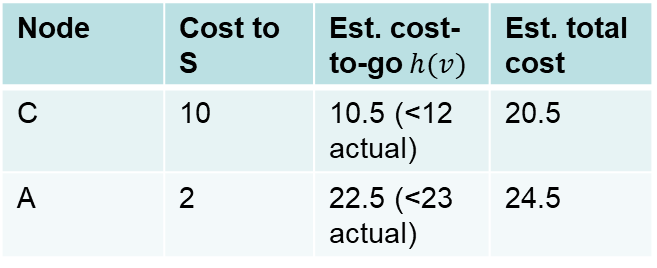 Node
Cost to
S
Est. cost-
to-go h(v)
Est. total
cost
C
10
10.5 (<12
actual)
20.5
A
2
22.5 (<23
actual)
24.5